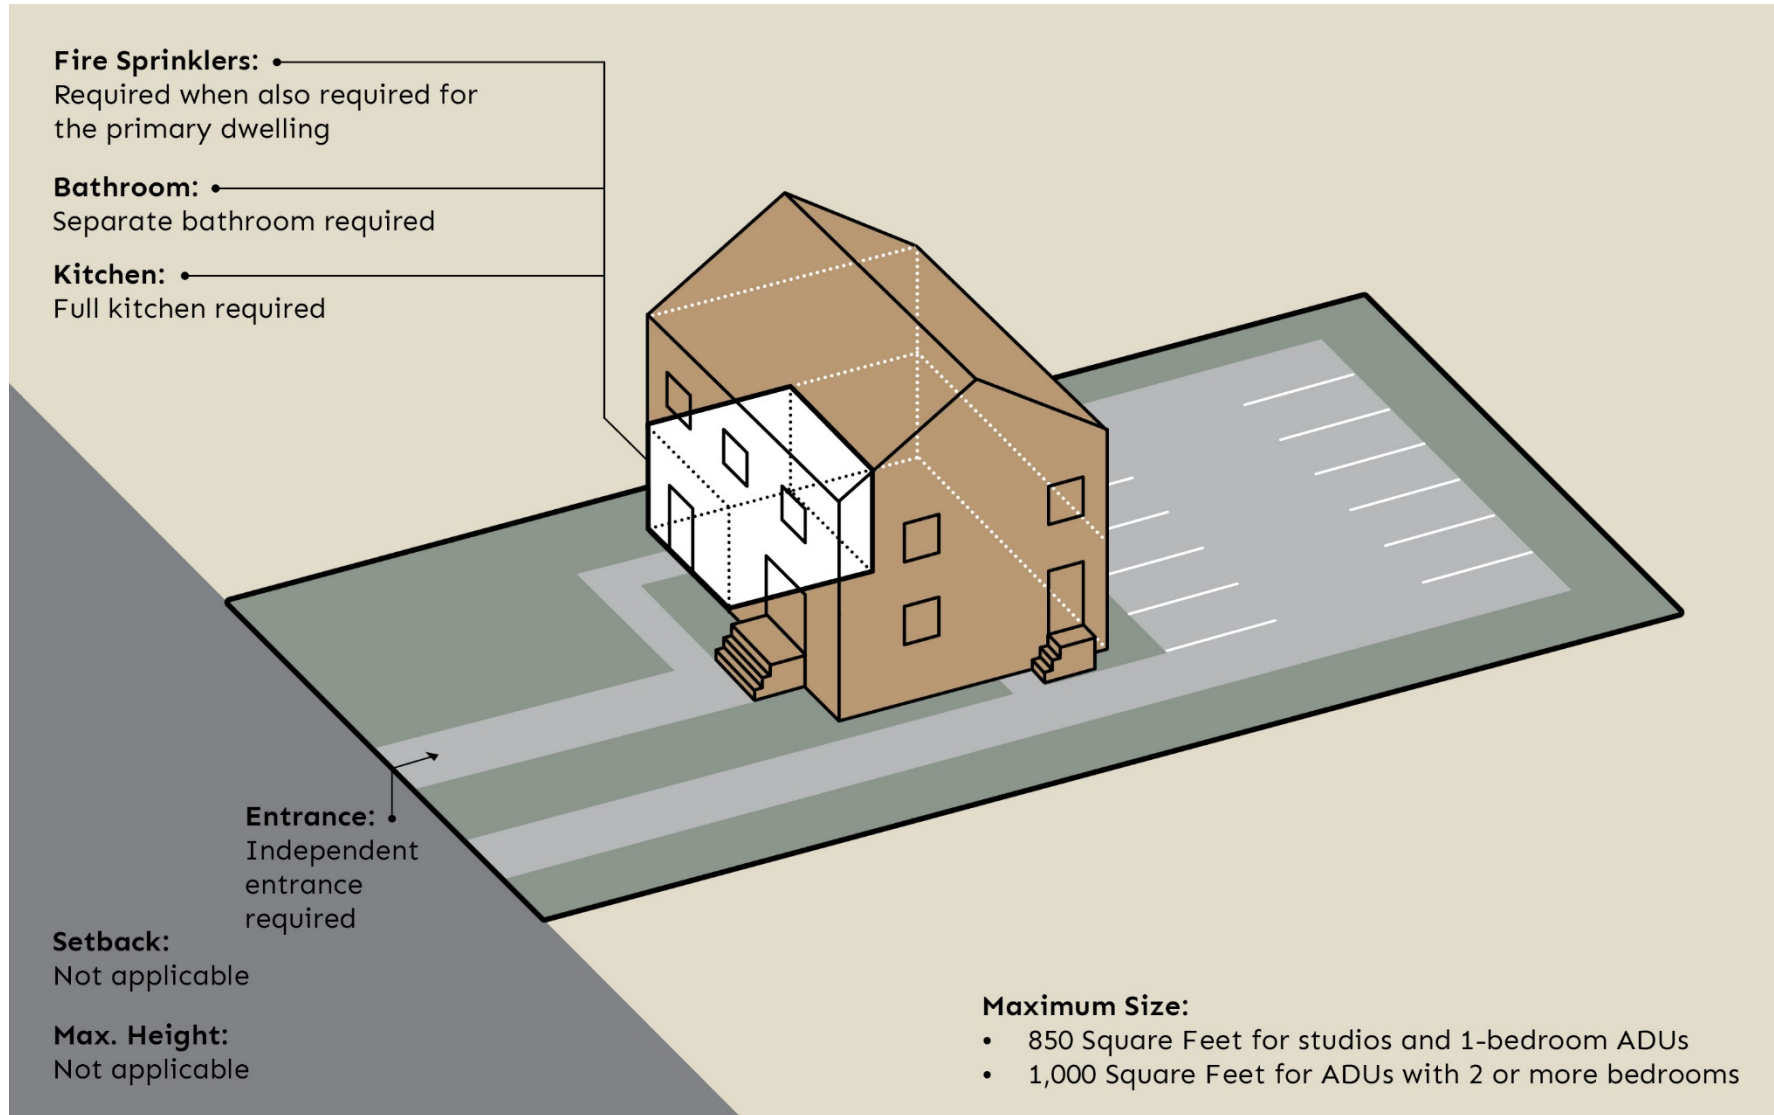 Fire Sprinklers:
Required when also required for
the primary dwelling
Bathroom:
Separate bathroom required
Kitchen:
Full kitchen required
Entrance:
Independent
entrance
required
Setback:
Not applicable
Max. Height:
Not applicable
Maximum Size:
• 850 Square Feet for studios and 1-bedroom ADUs
• 1,000 Square Feet for ADUs with 2 or more bedrooms